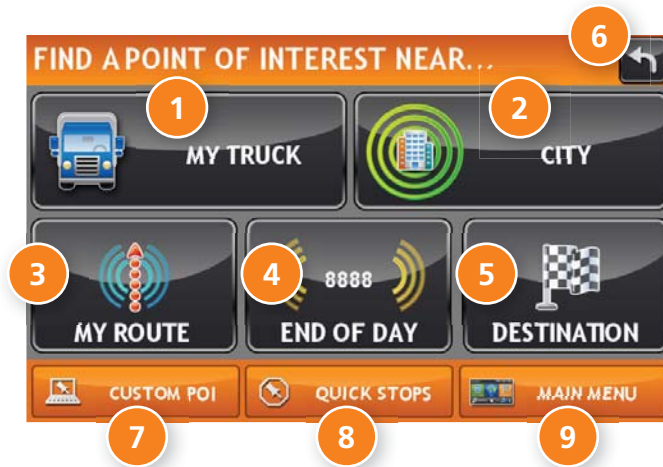 6
FIND A POINT OF INTEREST NEAR...
1
2
MY TRUCK
CITY
3
4
8888
5
MY ROUTE
END OF DAY
DESTINATION
CUSTOM POI
QUICK STOPS
MAIN MENU
7
8
9